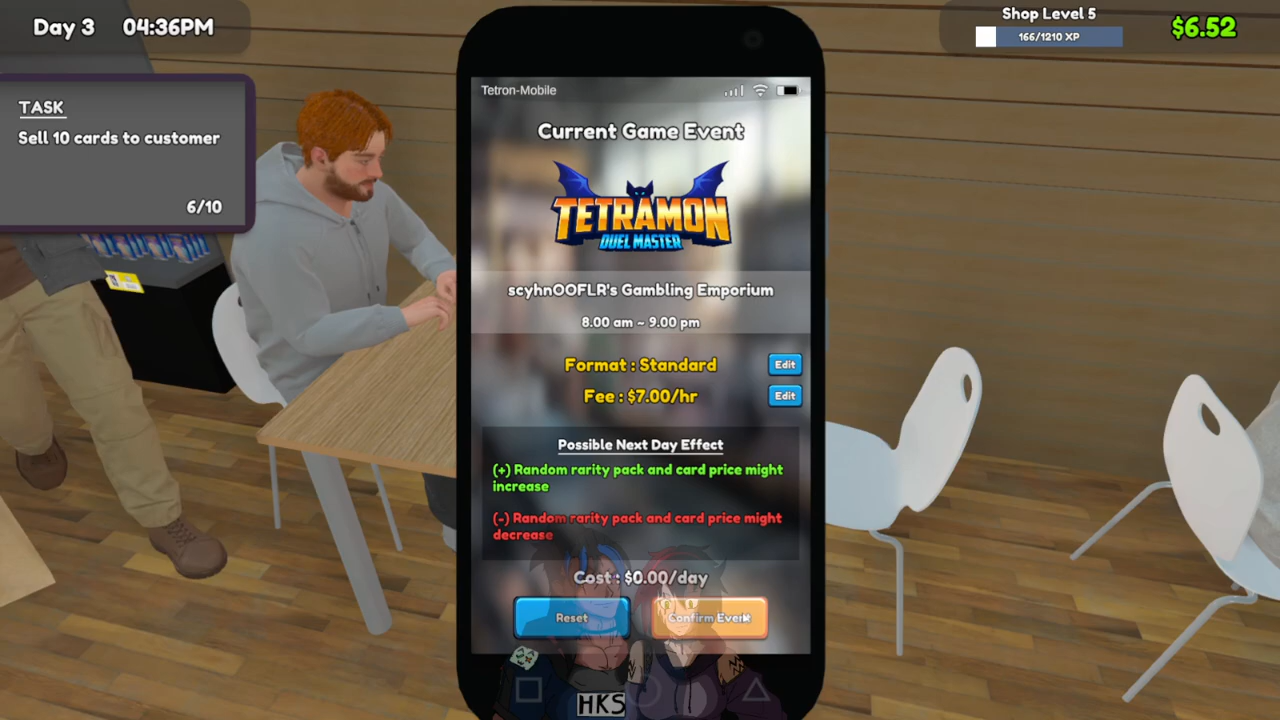 Day 3 04:36PM
Shop Level 5
166/1210 XP
$6.52
TASK
Sell 10 cards to customer
6/10
Tetron-Mobile
Current Game Event
TETRAMON
DUEL MASTER
scyhnOOFLR's Gambling Emporium
8.00 am ~ 9.00 pm
Format : Standard Edit
Fee : $7.00/hr Edit
Possible Next Day Effect
(+) Random rarity pack and card price might
increase
(-) Random rarity pack and card price might
decrease
Cost : $0.00/day
Reset Confirm Event
HKS